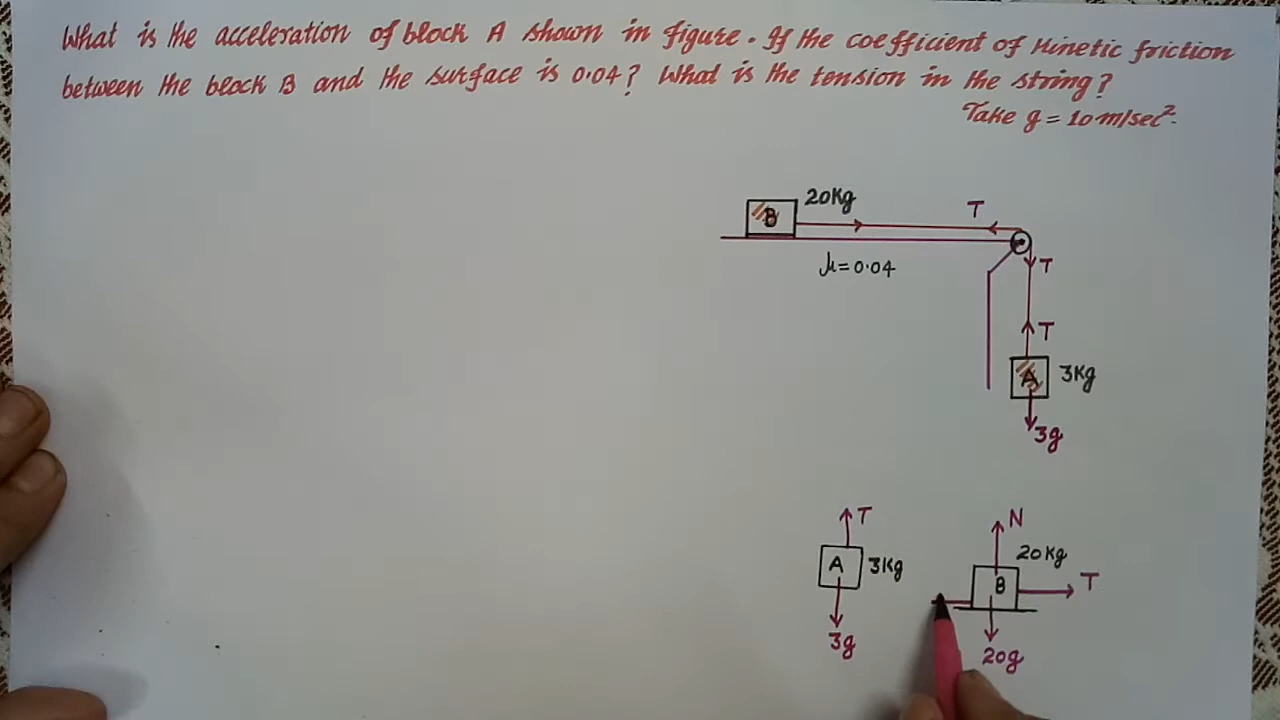 What is the acceleration of block A shown in figure. If the coefficient of kinetic friction
between the block B and the surface is 0.04? What is the tension in the string?
Take g = 10 m/sec².
B 20Kg
T
μ = 0.04
T
T
A 3Kg
3g
T
A 3Kg
3g
N
20Kg
B T
20g